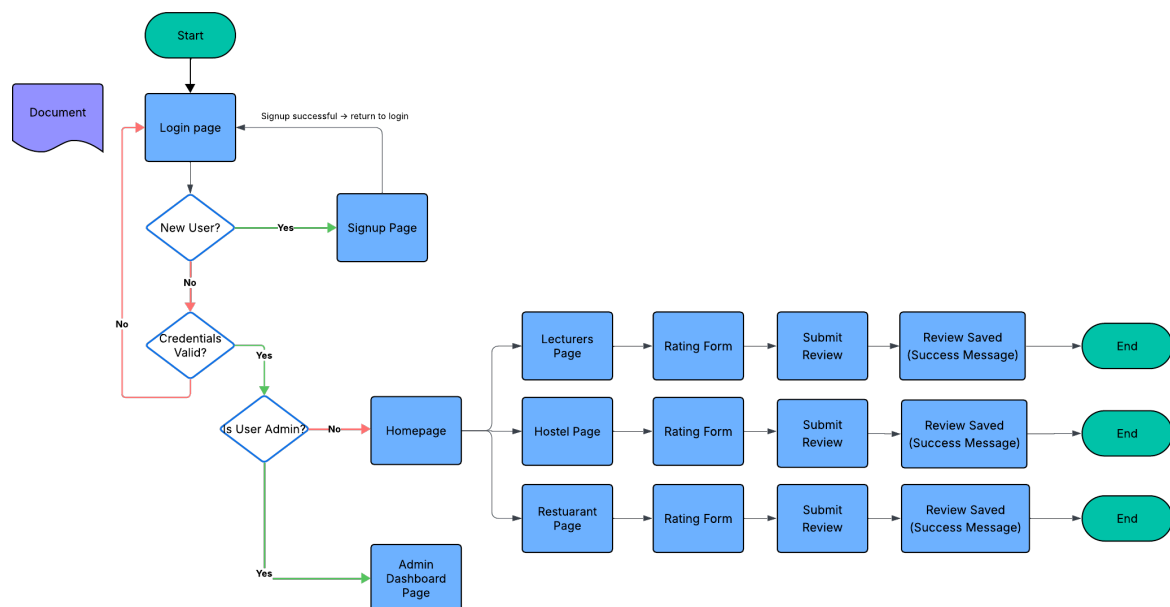 Start
Document
Login page
Signup successful → return to login
New User?
Yes
Signup Page
No
No
Credentials
Valid?
Yes
Is User Admin?
No
Homepage
Lecturers
Page
Rating Form
Submit
Review
Review Saved
(Success Message)
End
Hostel Page
Rating Form
Submit
Review
Review Saved
(Success Message)
End
Restuarant
Page
Rating Form
Submit
Review
Review Saved
(Success Message)
End
Yes
Admin
Dashboard
Page